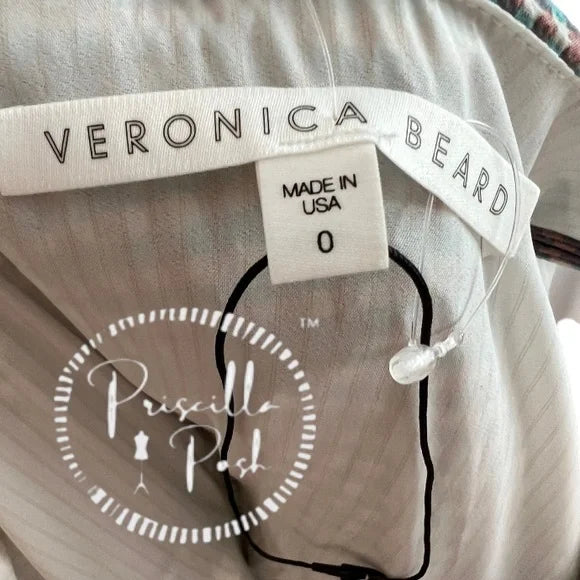 VERONICA BEARD
MADE IN
USA
0
TM
Priscilla
Posh